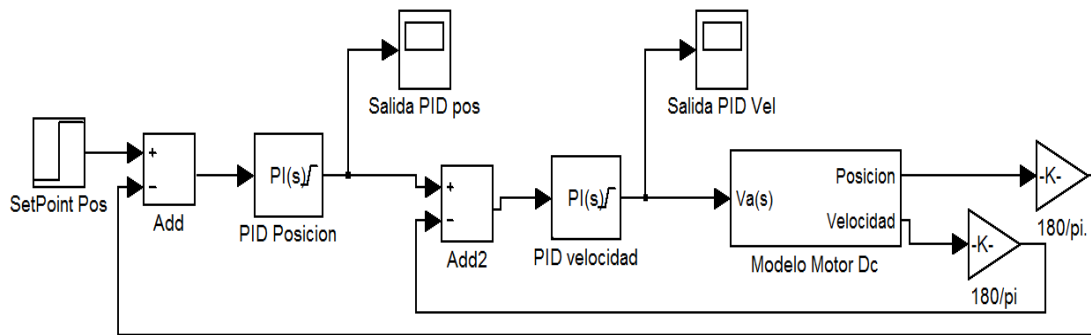 Salida PID pos
Salida PID Vel
SetPoint Pos
+
−
Add
PI(s)
PID Posicion
+
−
Add2
PI(s)
PID velocidad
Va(s)
Posicion
Velocidad
Modelo Motor Dc
-K-
180/pi.
-K-
180/pi